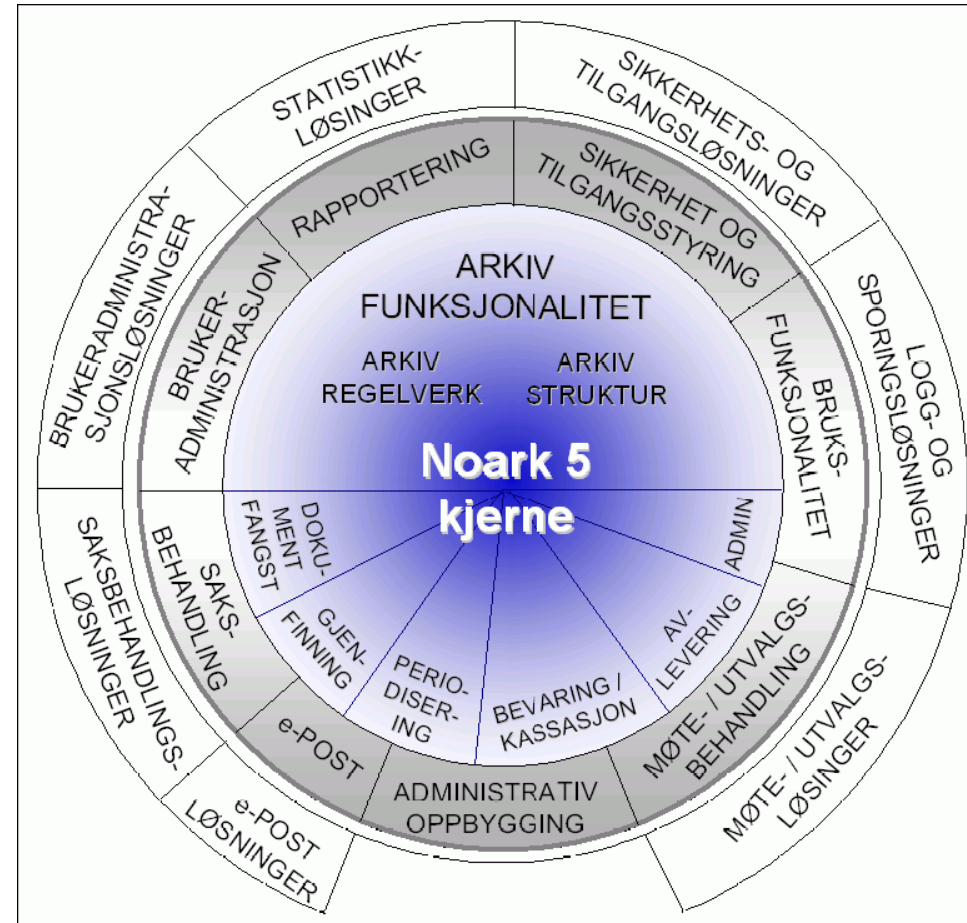 STATISTIKK-
LØSINGER
SIKKERHETS- OG
TILGANGSLØSNINGER
LOGG- OG
SPORINGSLØSNINGER
MØTE- / UTVALGS-
LØSINGER
e-POST
LØSNINGER
SAKSBEHANDLINGS-
LØSNINGER
BRUKERADMINISTRA-
SJONSLØSNINGER
RAPPORTERING
SIKKERHET OG
TILGANGSSTYRING
BRUKS-
FUNKSJONALITET
MØTE- / UTVALGS-
BEHANDLING
ADMINISTRATIV
OPPBYGGING
e-POST
SAKS-
BEHANDLING
BRUKER-
ADMINISTRASJON
ARKIV
FUNKSJONALITET
ARKIV
REGELVERK
ARKIV
STRUKTUR
Noark 5
kjerne
DOKU-
MENT
FANGST
GJEN-
FINNING
PERIO-
DISER-
ING
BEVARING /
KASSASJON
AV-
LEVERING
ADMIN